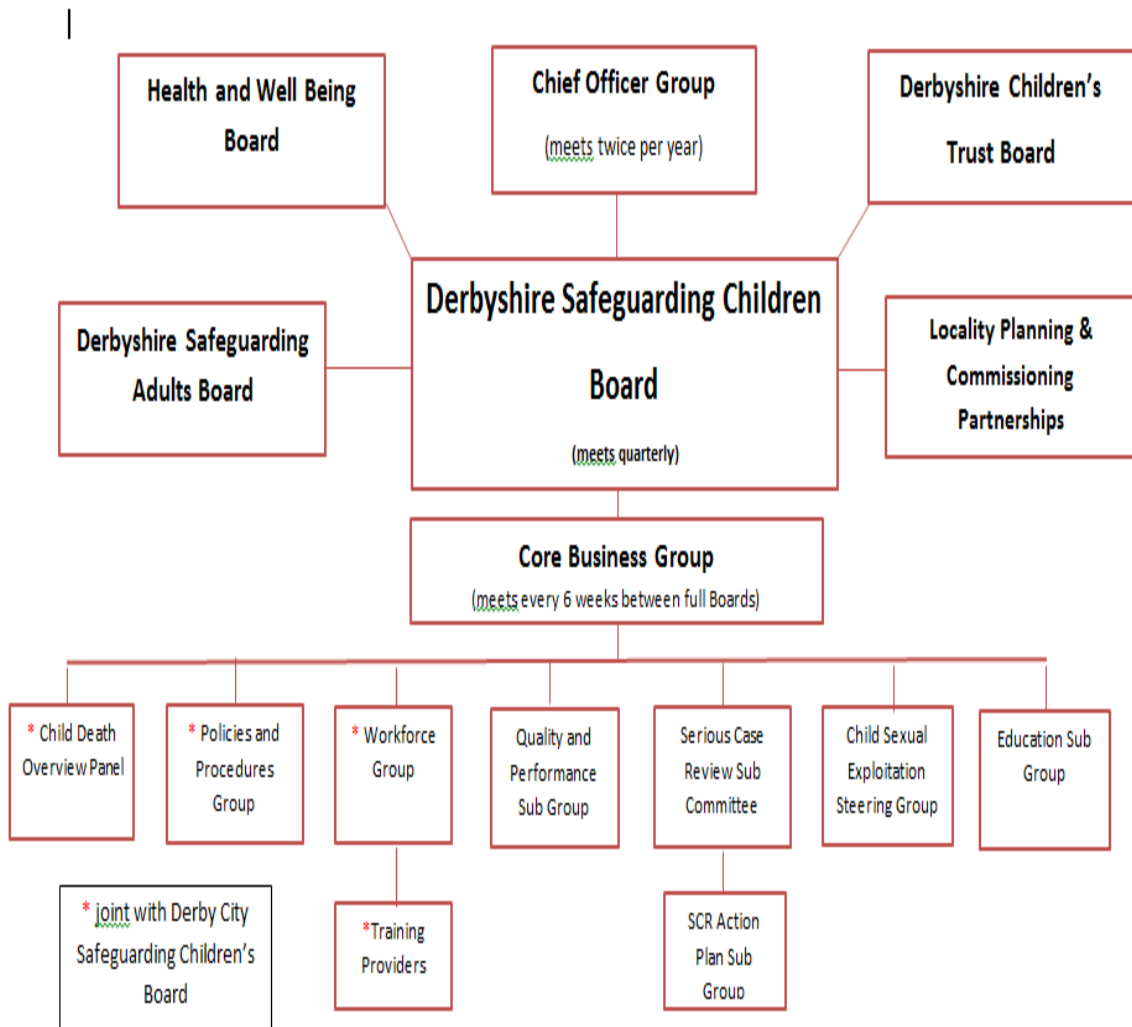 Health and Well Being
Board
Chief Officer Group
(meets twice per year)
Derbyshire Children's
Trust Board
Derbyshire Safeguarding Children
Board
(meets quarterly)
Derbyshire Safeguarding
Adults Board
Locality Planning &
Commissioning
Partnerships
Core Business Group
(meets every 6 weeks between full Boards)
* Child Death
Overview Panel
* Policies and
Procedures
Group
* Workforce
Group
Quality and
Performance
Sub Group
Serious Case
Review Sub
Committee
Child Sexual
Exploitation
Steering Group
Education Sub
Group
* joint with Derby City
Safeguarding Children's
Board
*Training
Providers
SCR Action
Plan Sub
Group